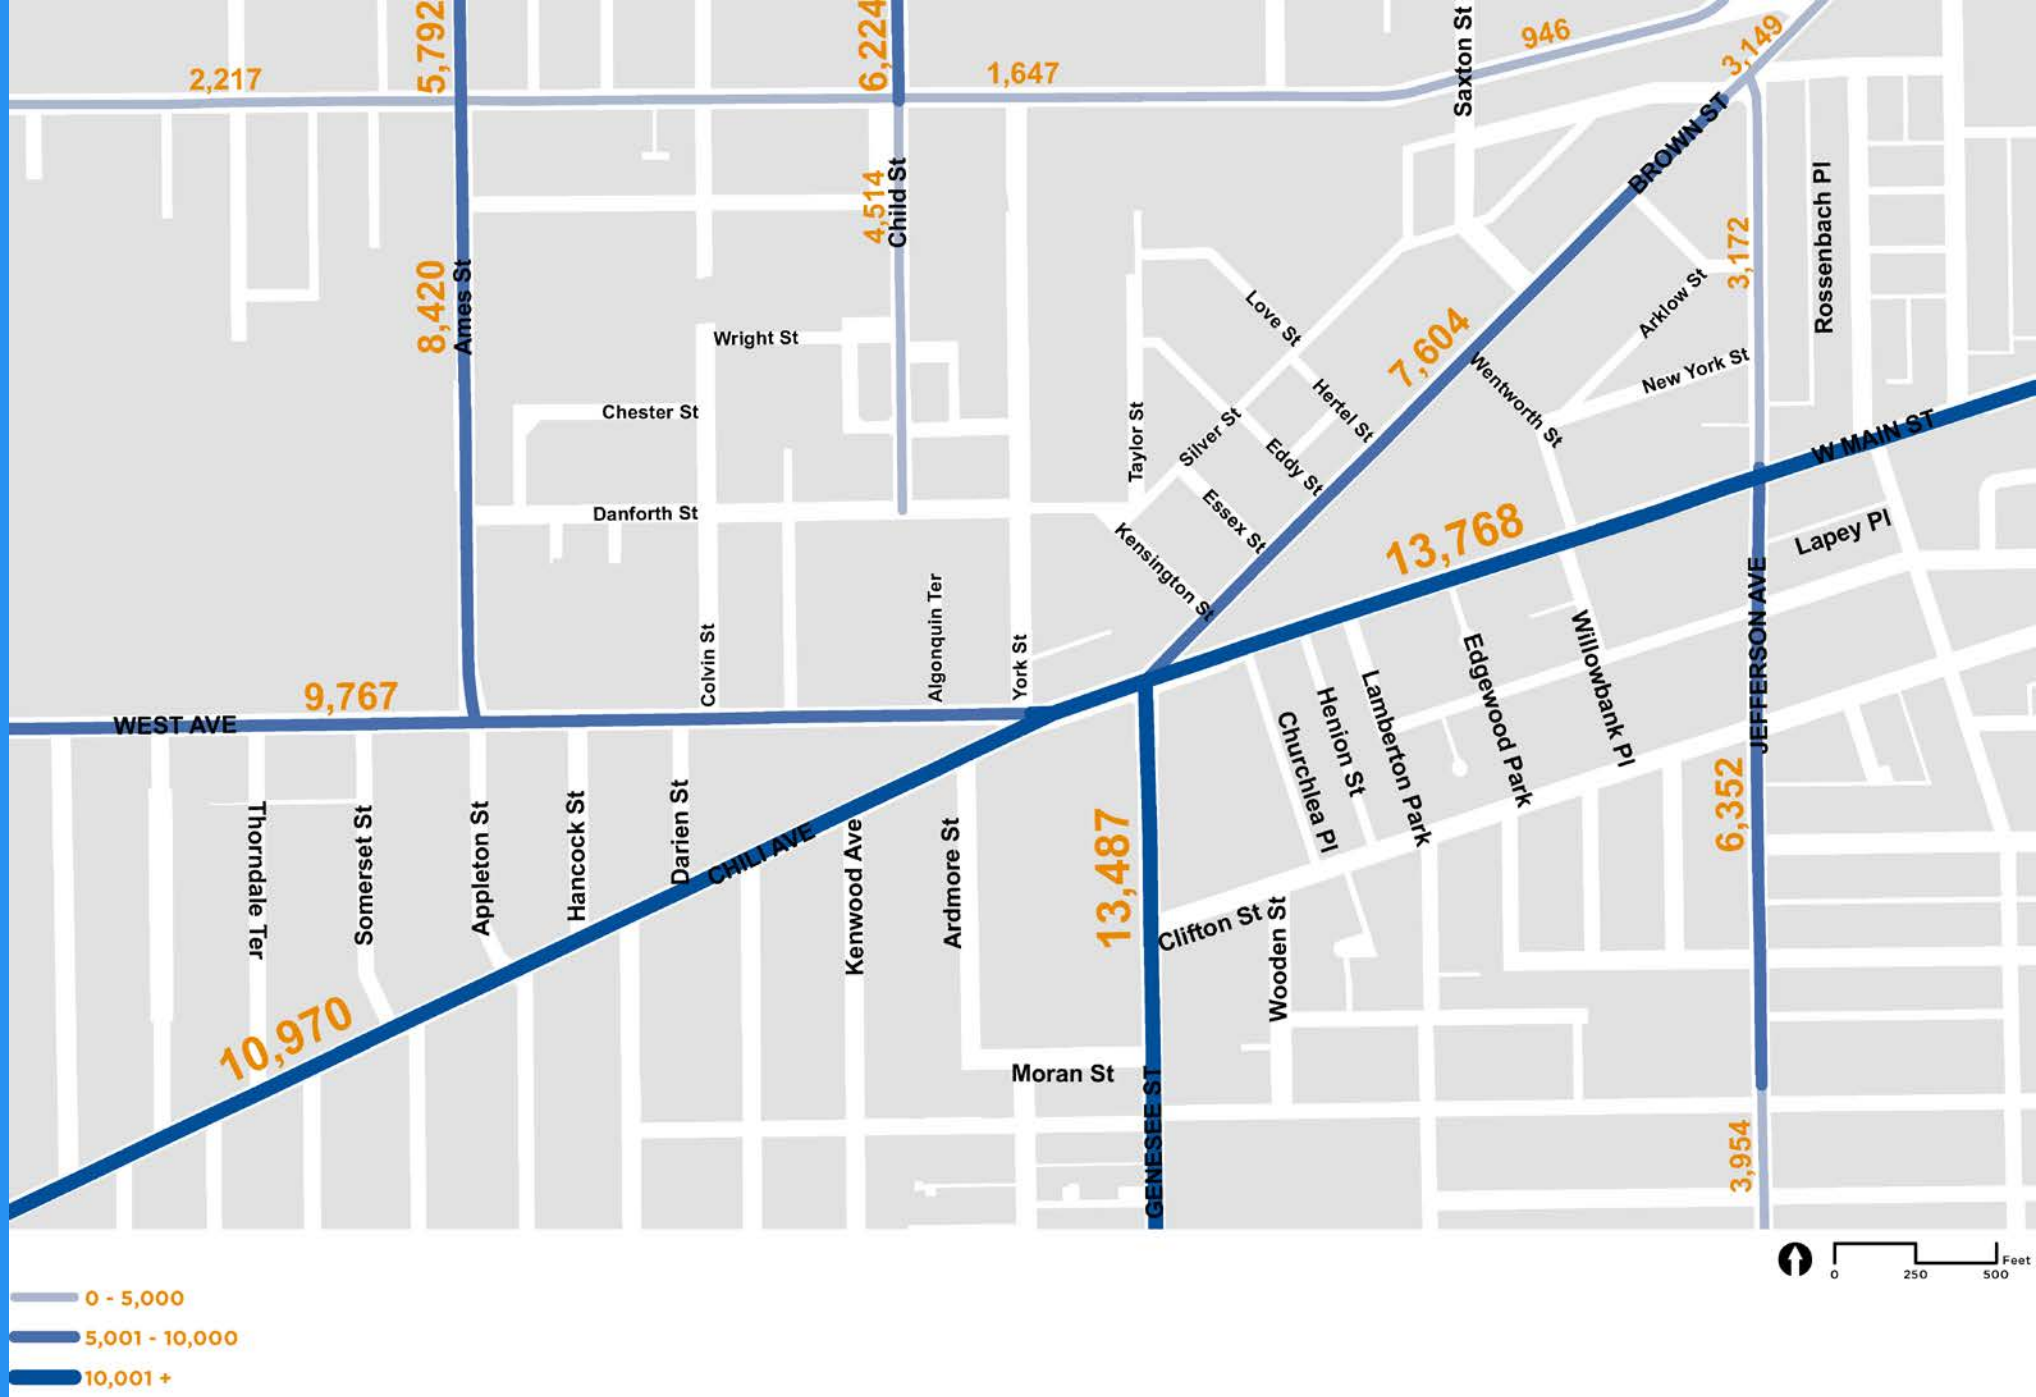 5,792
6,224
Saxton St
946
3,149
2,217
1,647
BROWN ST
4,514
Child St
3,172
Rossenbach Pl
8,420
Ames St
Wright St
Love St
Arklow St
7,604
New York St
Wentworth St
Chester St
Taylor St
Silver St
Hertel St
Eddy St
W MAIN ST
Danforth St
Essex St
Kensington St
13,768
Lapey Pl
JEFFERSON AVE
Algonquin Ter
Colvin St
York St
9,767
WEST AVE
Edgewood Park
Willowbank Pl
Lamberton Park
Henion St
Churchlea Pl
6,352
Thorndale Ter
Somerset St
Appleton St
Hancock St
Darien St
CHILI AVE
Kenwood Ave
Ardmore St
13,487
Clifton St
Wooden St
10,970
Moran St
GENESEE ST
3,954
0 250 500 Feet
0 - 5,000
5,001 - 10,000
10,001 +